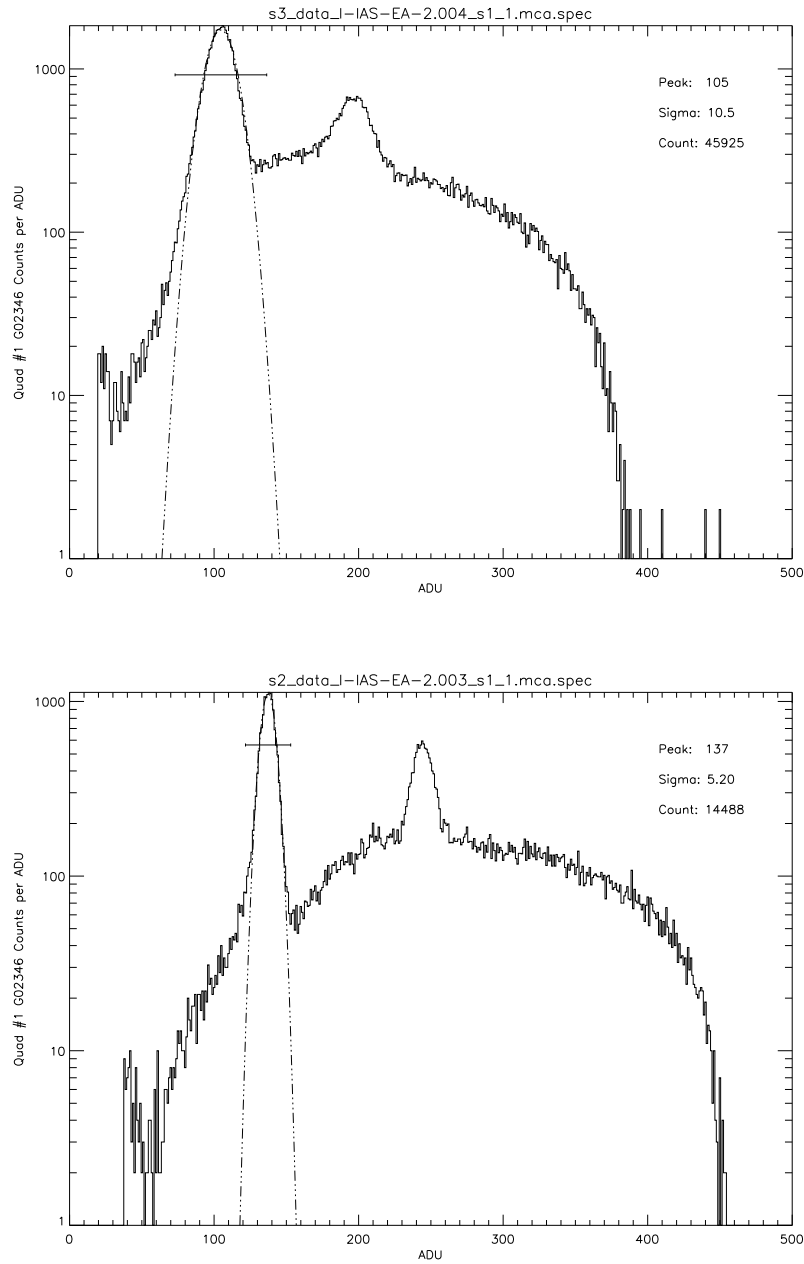 s3_data_I-IAS-EA-2.004_s1_1.mca.spec
1000
100
10
1
Quad #1 G02346 Counts per ADU
Peak: 105
Sigma: 10.5
Count: 45925
0 100 200 300 400 500
ADU
s2_data_I-IAS-EA-2.003_s1_1.mca.spec
1000
100
10
1
Quad #1 G02346 Counts per ADU
Peak: 137
Sigma: 5.20
Count: 14488
0 100 200 300 400 500
ADU